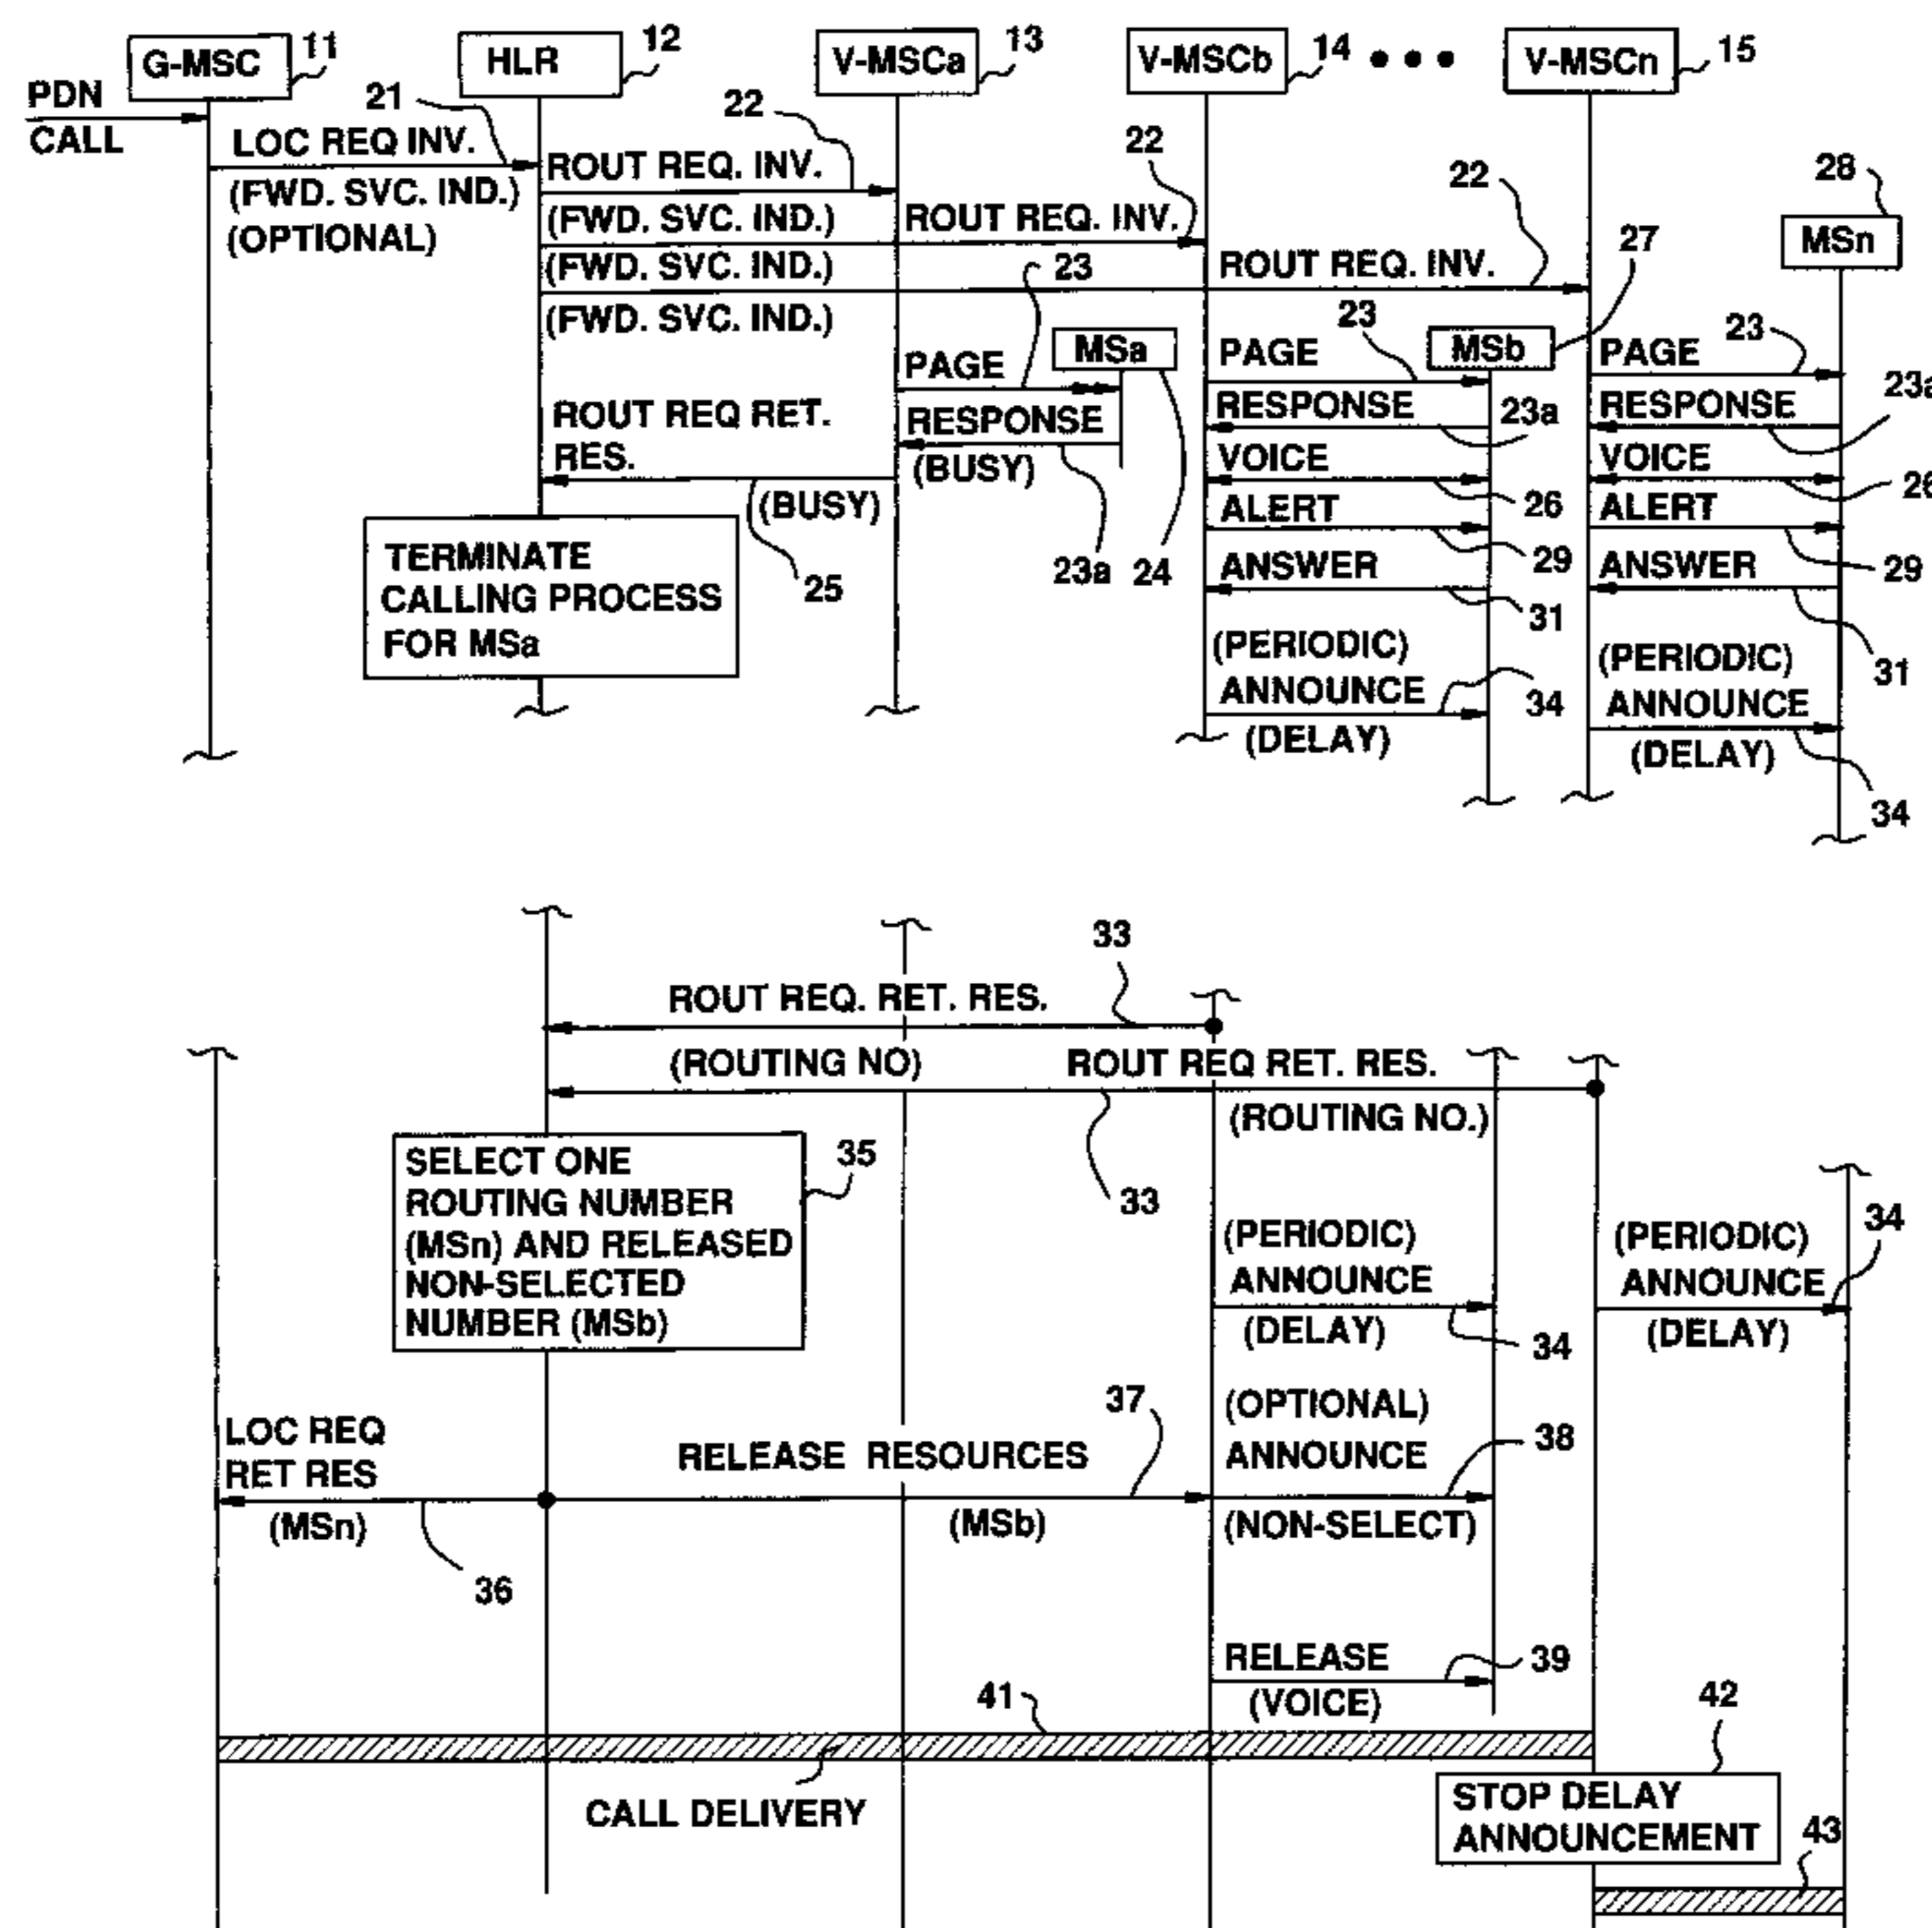 G-MSC 11
HLR 12
V-MSCa 13
V-MSCb 14
V-MSCn 15
PDN
CALL
21
LOC REQ INV.
(FWD. SVC. IND.)
(OPTIONAL)
22
ROUT REQ. INV.
(FWD. SVC. IND.)
22
ROUT REQ. INV.
(FWD. SVC. IND.)
22
ROUT REQ. INV.
(FWD. SVC. IND.)
28
MSn
27
23
MSa
PAGE
RESPONSE
(BUSY)
23a 24
ROUT REQ RET.
RES.
(BUSY)
25
TERMINATE
CALLING PROCESS
FOR MSa
23
MSb
PAGE
RESPONSE
23a
VOICE
26
ALERT
29
ANSWER
31
(PERIODIC)
ANNOUNCE
34
(DELAY)
23
PAGE
23a
RESPONSE
VOICE
26
ALERT
29
ANSWER
31
(PERIODIC)
ANNOUNCE
(DELAY)
34
33
ROUT REQ. RET. RES.
(ROUTING NO)
ROUT REQ RET. RES.
(ROUTING NO.)
33
SELECT ONE
ROUTING NUMBER
(MSn) AND RELEASED
NON-SELECTED
NUMBER (MSb)
35
(PERIODIC)
ANNOUNCE
(DELAY)
34
(PERIODIC)
ANNOUNCE
(DELAY)
34
LOC REQ
RET RES
(MSn)
36
37
RELEASE RESOURCES
(MSb)
(OPTIONAL)
ANNOUNCE
38
(NON-SELECT)
RELEASE
39
(VOICE)
41
CALL DELIVERY
42
STOP DELAY
ANNOUNCEMENT
43